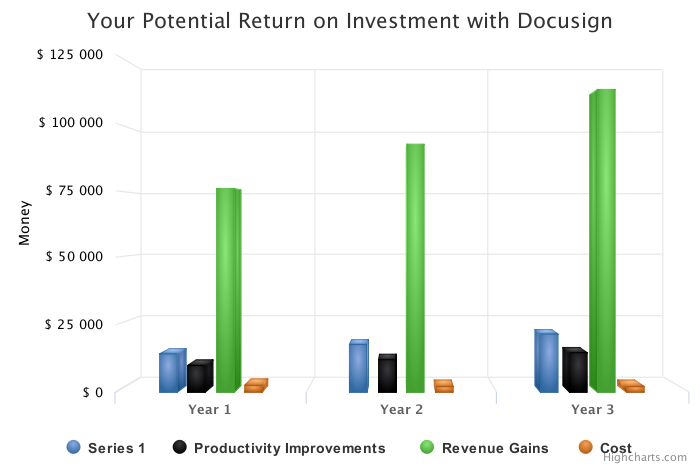 Your Potential Return on Investment with Docusign
$ 125 000
$ 100 000
$ 75 000
$ 50 000
$ 25 000
$ 0
Money
Year 1
Year 2
Year 3
Series 1
Productivity Improvements
Revenue Gains
Cost
Highcharts.com